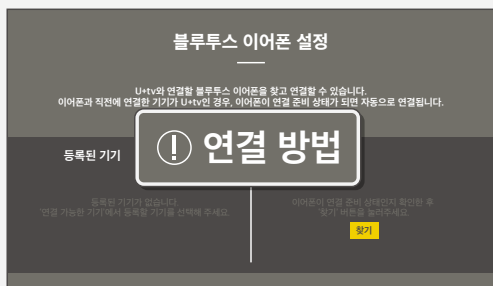 블루투스 이어폰 설정
U+tv와 연결할 블루투스 이어폰을 찾고 연결할 수 있습니다.
이어폰과 직전에 연결한 기기가 U+tv인 경우, 이어폰이 연결 준비 상태가 되면 자동으로 연결됩니다.
등록된 기기
! 연결 방법
등록된 기기가 없습니다.
'연결 가능한 기기'에서 등록할 기기를 선택해 주세요.
이어폰이 연결 준비 상태인지 확인한 후
'찾기' 버튼을 눌러주세요.
찾기